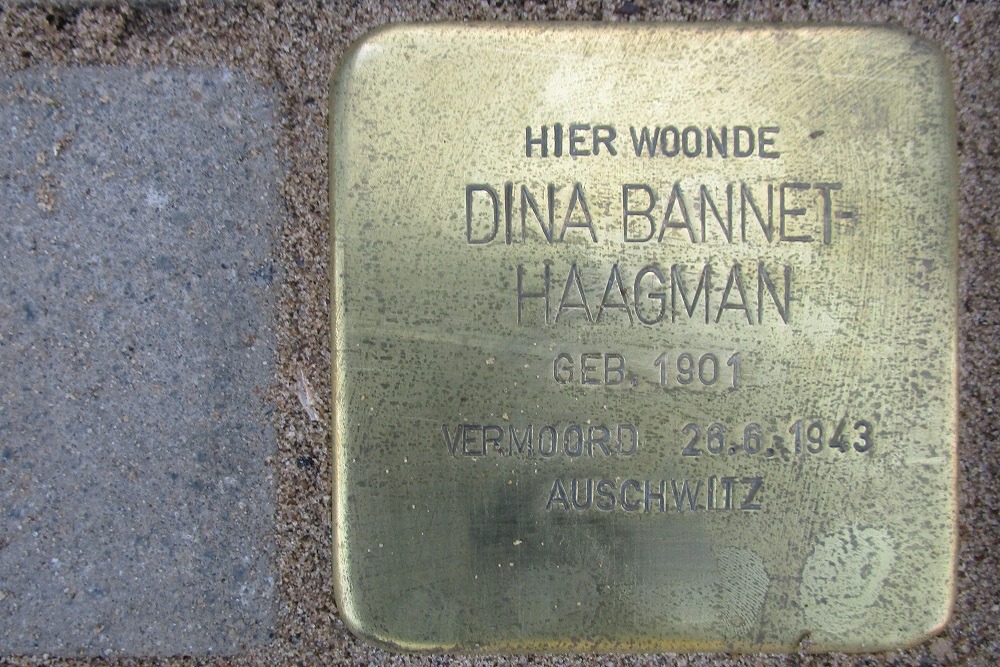 HIER WOONDE
DINA BANNET-
HAAGMAN
GEB. 1901
VERMOORD 26.6.1943
AUSCHWITZ